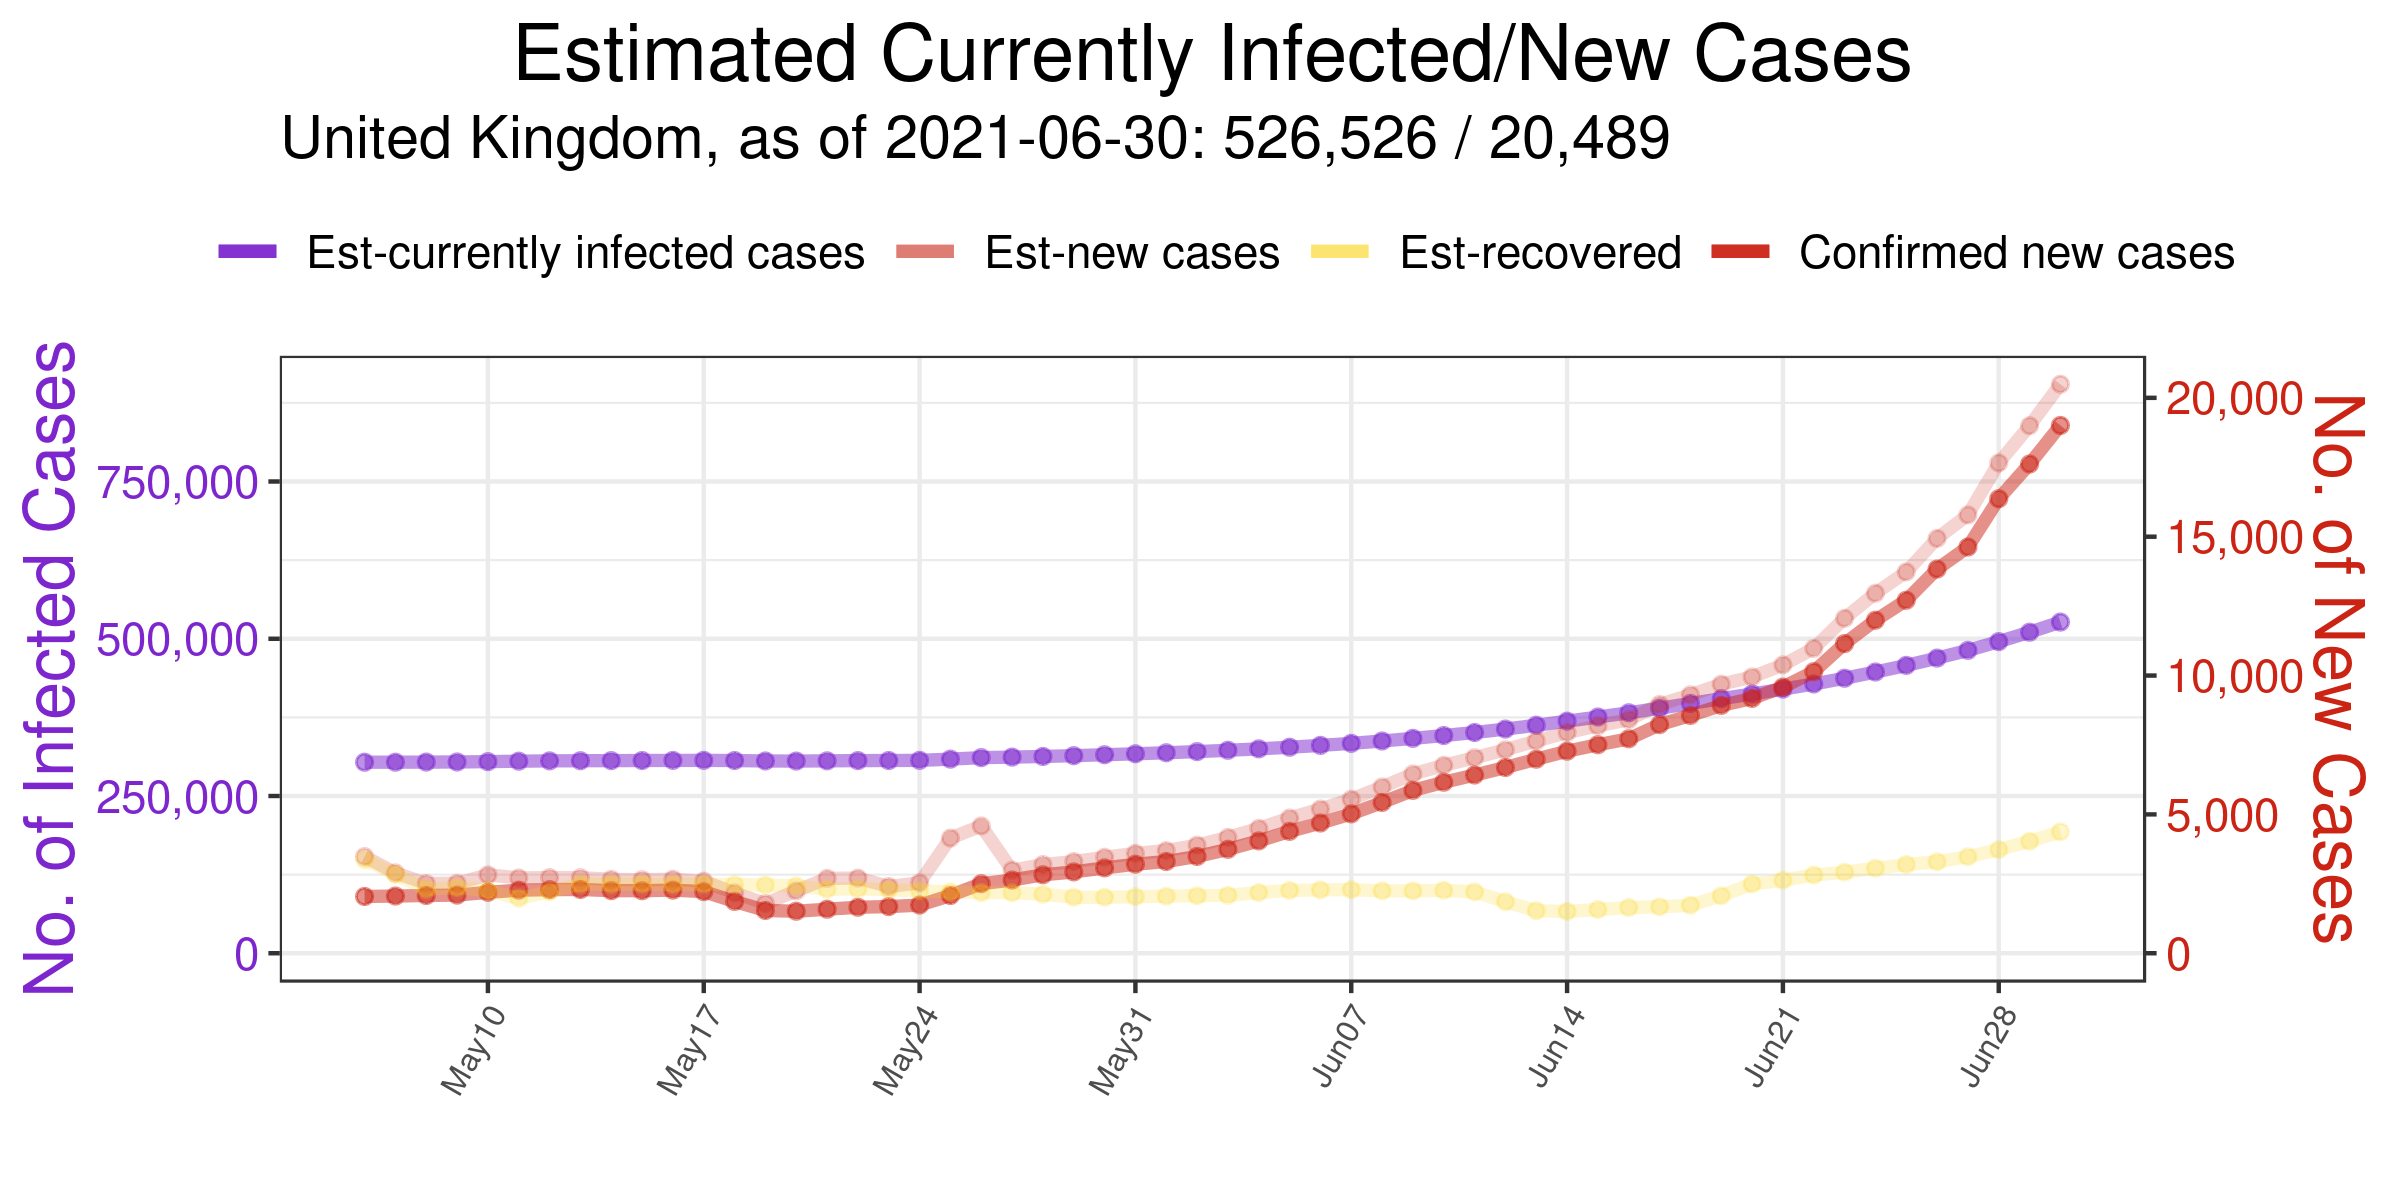 Estimated Currently Infected/New Cases
United Kingdom, as of 2021-06-30: 526,526 / 20,489
Est-currently infected cases Est-new cases Est-recovered Confirmed new cases
No. of Infected Cases
750,000
500,000
250,000
0
20,000
15,000
10,000
5,000
0
No. of New Cases
May10 May17 May24 May31 Jun07 Jun14 Jun21 Jun28